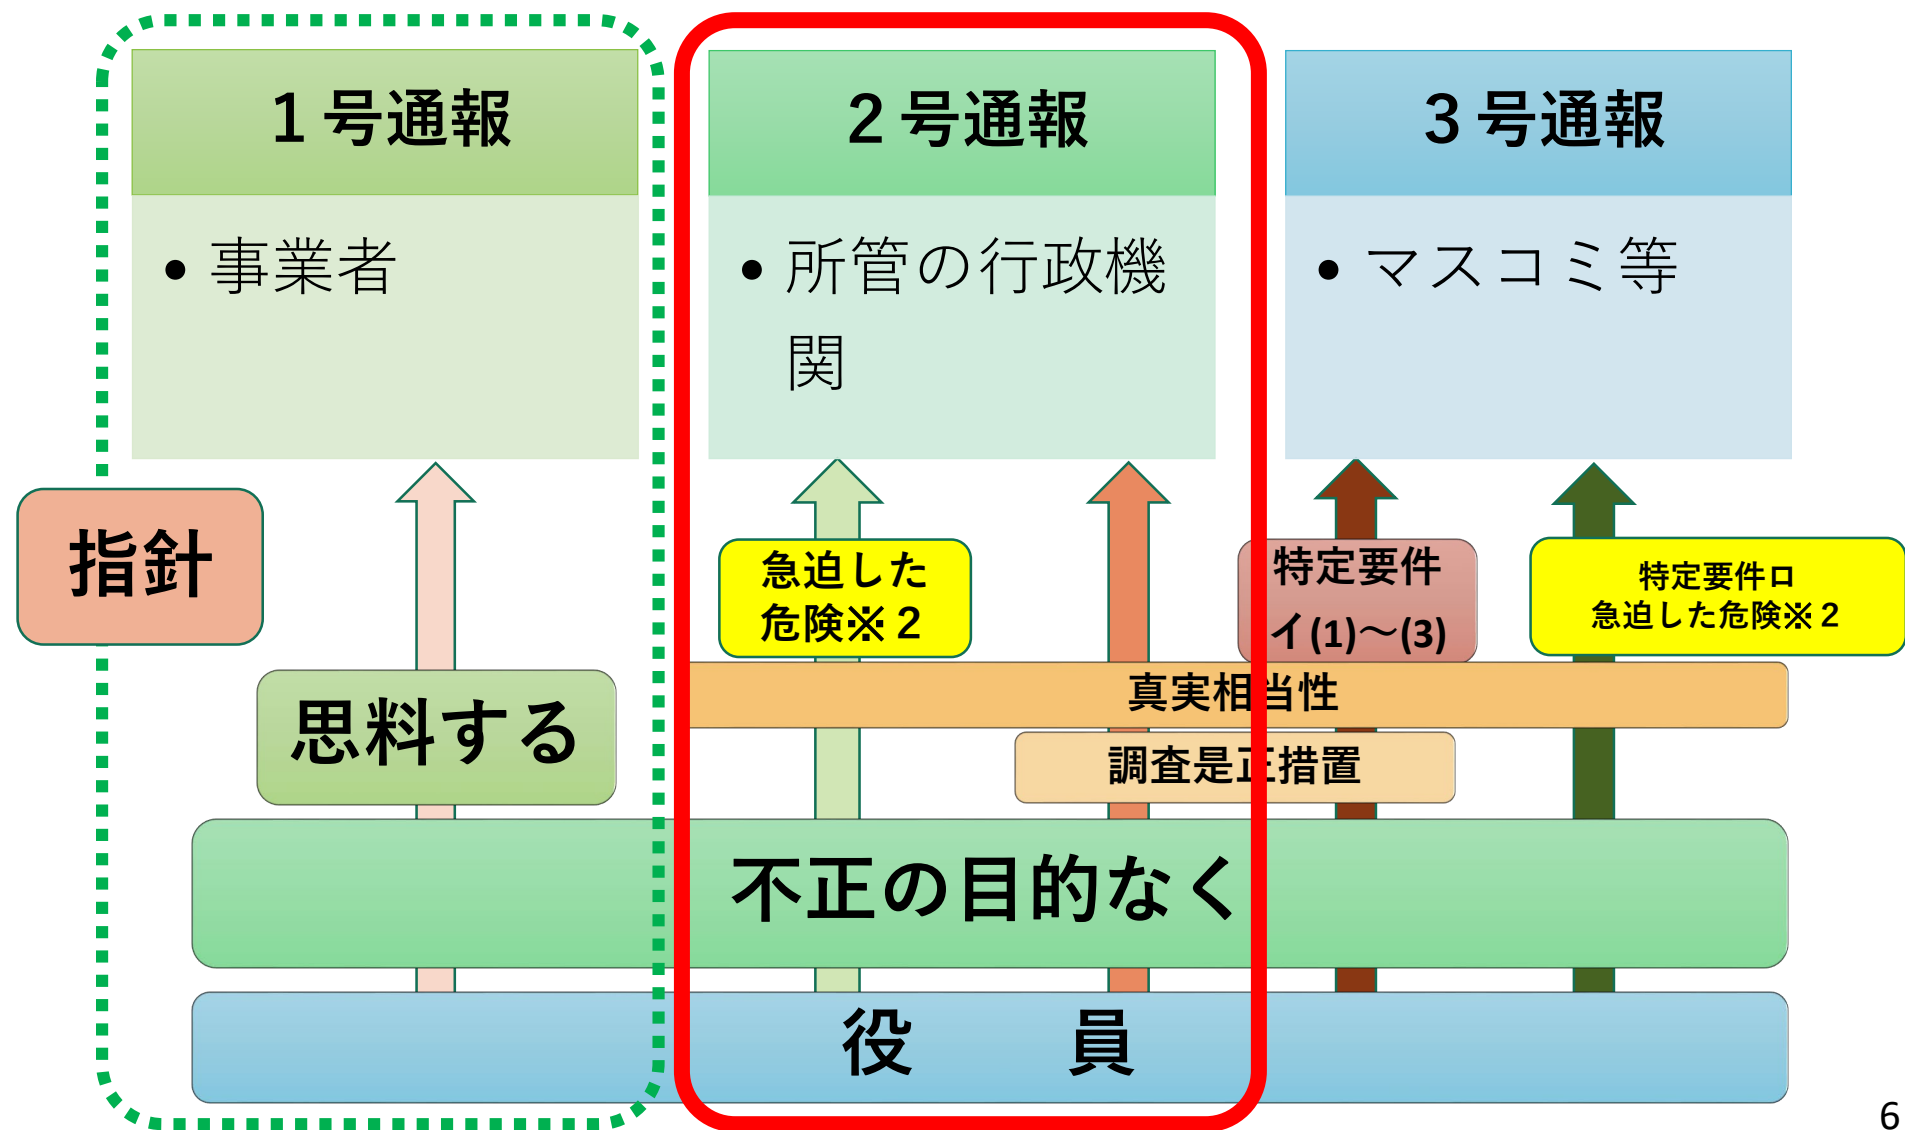 １号通報
２号通報
３号通報
• 事業者
• 所管の行政機
関
• マスコミ等
指針
急迫した
危険※２
特定要件
イ(1)～(3)
特定要件ロ
急迫した危険※２
思料する
真実相当性
調査是正措置
不正の目的なく
役　　員
6